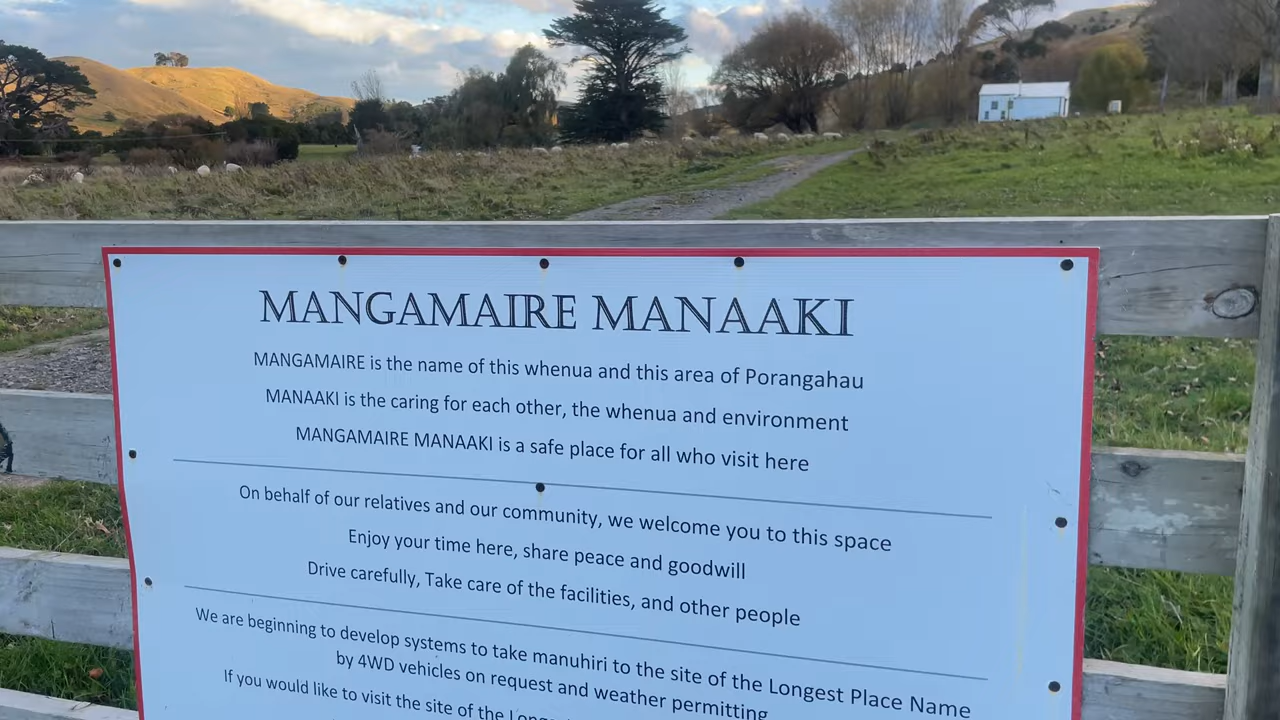 MANGAMAIRE MANAAKI
MANGAMAIRE is the name of this whenua and this area of Porangahau
MANAAKI is the caring for each other, the whenua and environment
MANGAMAIRE MANAAKI is a safe place for all who visit here
On behalf of our relatives and our community, we welcome you to this space
Enjoy your time here, share peace and goodwill
Drive carefully, Take care of the facilities, and other people
We are beginning to develop systems to take manuhiri to the site of the Longest Place Name
by 4WD vehicles on request and weather permitting
If you would like to visit the site of the